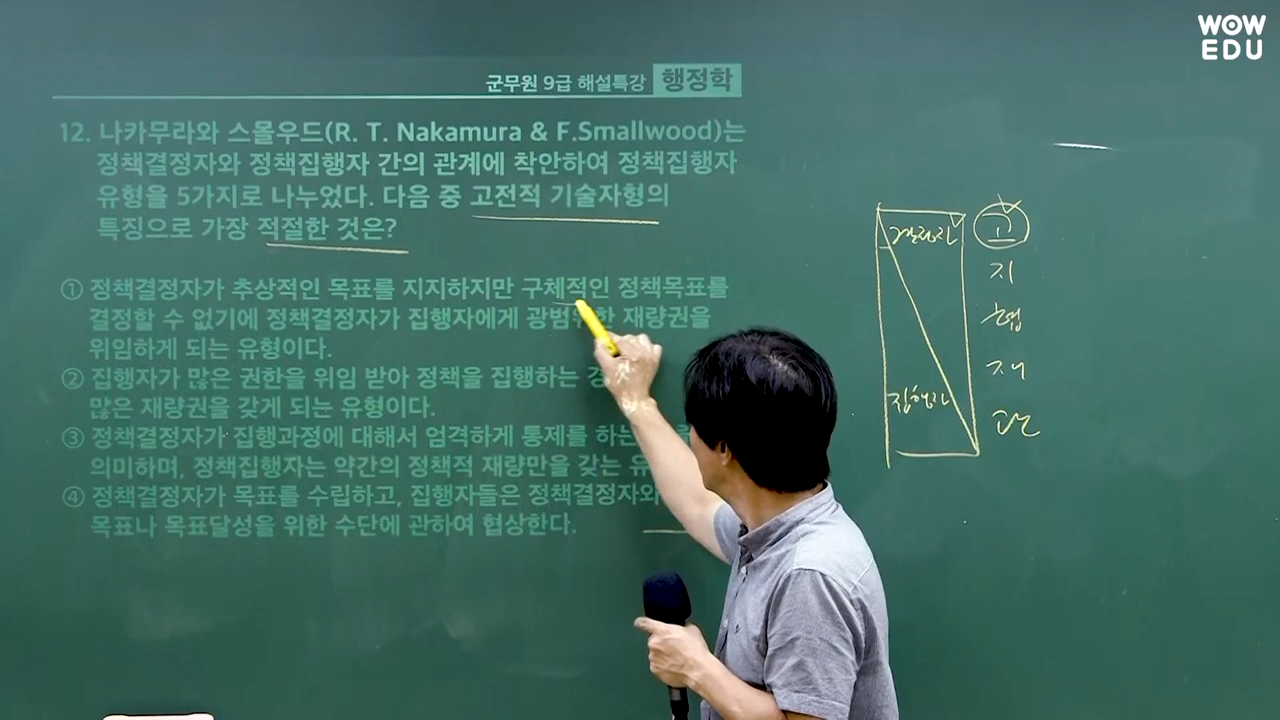 WOW
EDU
군무원 9급 해설특강 행정학
12. 나카무라와 스몰우드(R. T. Nakamura & F.Smallwood)는
정책결정자와 정책집행자 간의 관계에 착안하여 정책집행자
유형을 5가지로 나누었다. 다음 중 고전적 기술자형의
특징으로 가장 적절한 것은?
① 정책결정자가 추상적인 목표를 지지하지만 구체적인 정책목표를
결정할 수 없기에 정책결정자가 집행자에게 재량권을
위임하게 되는 유형이다.
② 집행자가 많은 권한을 위임 받아 정책을 집행하는
많은 재량권을 갖게 되는 유형이다.
③ 정책결정자가 집행과정에 대해서 엄격하게 통제를 하는
의미하며, 정책집행자는 약간의 정책적 재량만을 갖는
④ 정책결정자가 목표를 수립하고, 집행자들은 정책결정자와
목표나 목표달성을 위한 수단에 관하여 협상한다.
결정자
집행자
고
지
협
재
관